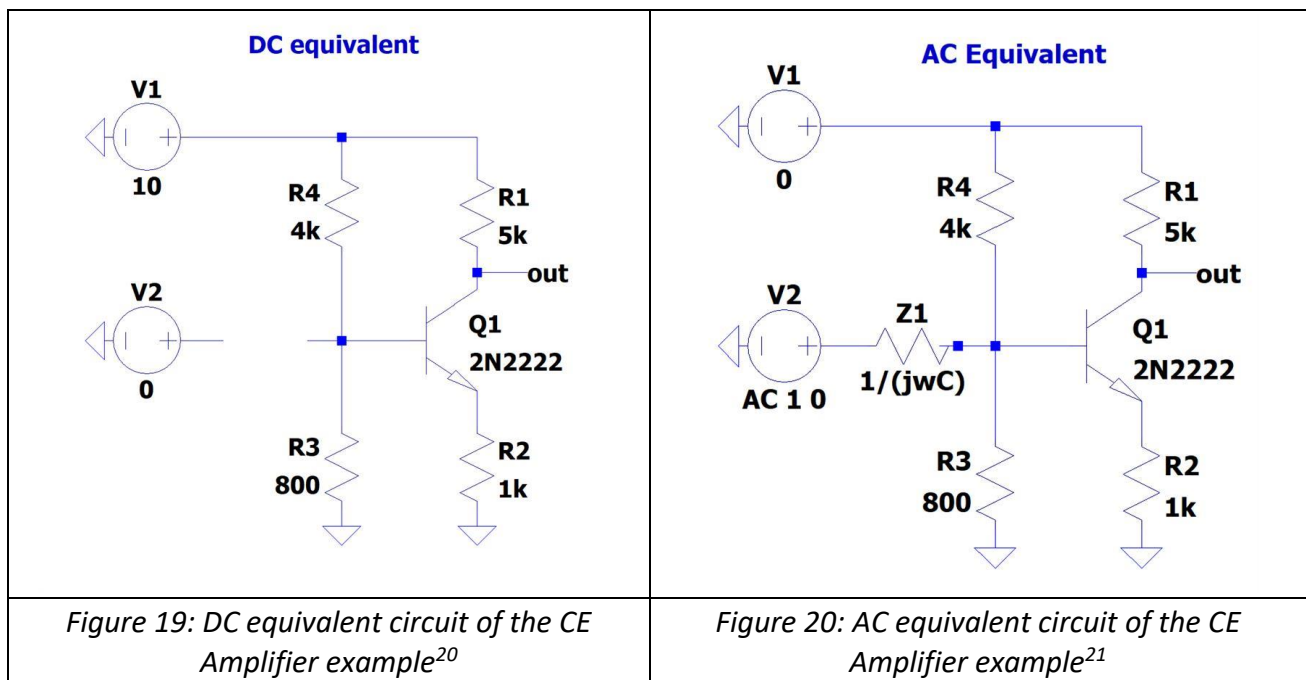 DC equivalent
V1
10
R4
4k
R1
5k
out
V2
0
Q1
2N2222
R3
800
R2
1k
Figure 19: DC equivalent circuit of the CE
Amplifier example20
AC Equivalent
V1
0
R4
4k
R1
5k
out
V2
AC 1 0
Z1
1/(jwC)
Q1
2N2222
R3
800
R2
1k
Figure 20: AC equivalent circuit of the CE
Amplifier example21